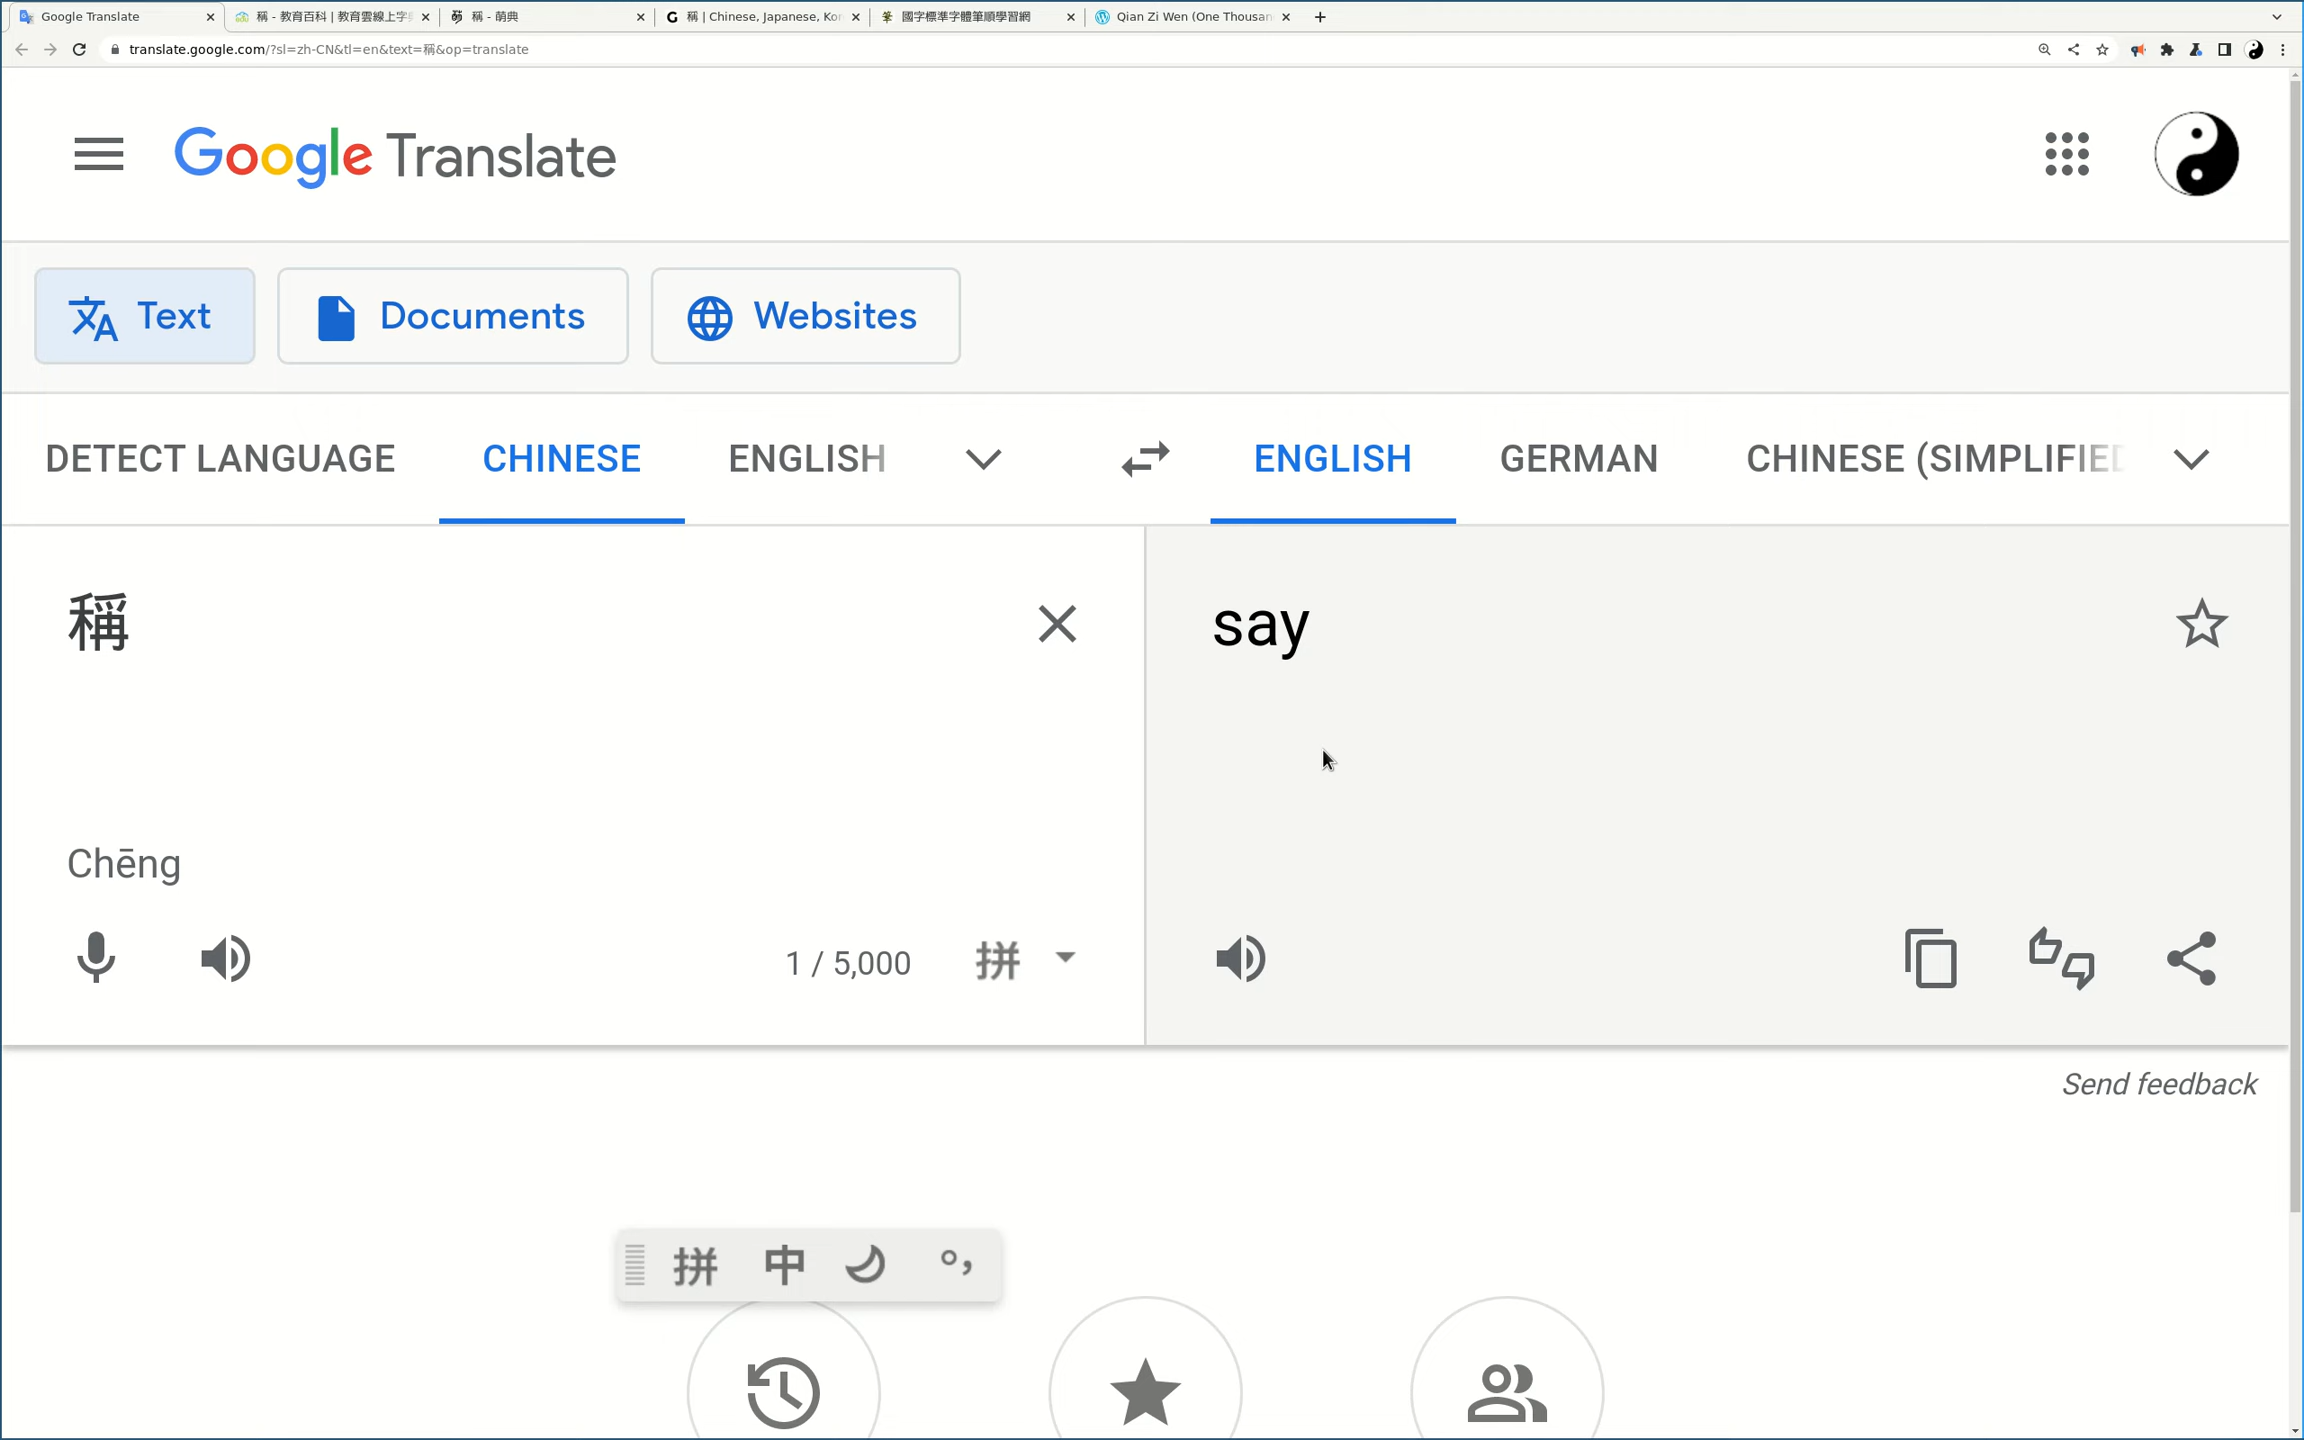 Google Translate
稱 - 教育百科 | 教育雲線上字
稱 - 萌典
稱 | Chinese, Japanese, Ko
國字標準字體筆順學習網
Qian Zi Wen (One Thousan
translate.google.com/?sl=zh-CN&tl=en&text=稱&op=translate
Google Translate
Text
Documents
Websites
DETECT LANGUAGE
CHINESE
ENGLISH
ENGLISH
GERMAN
CHINESE (SIMPLIFIED
稱
say
Chēng
1 / 5,000
拼
Send feedback
拼 中 °,